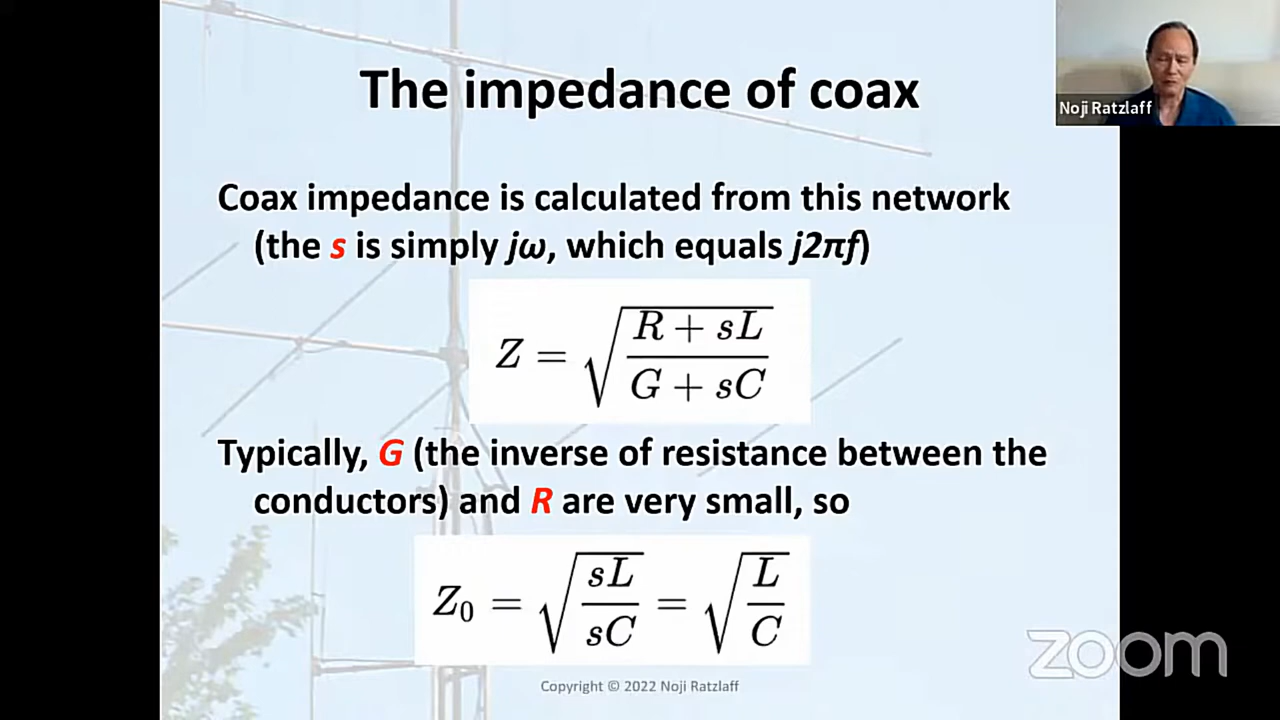 The impedance of coax
Noji Ratzlaff
Coax impedance is calculated from this network
(the s is simply jω, which equals j2πf)
Z = √((R + sL)/(G + sC))
Typically, G (the inverse of resistance between the
conductors) and R are very small, so
Z₀ = √(sL/sC) = √(L/C)
zoom
Copyright © 2022 Noji Ratzlaff